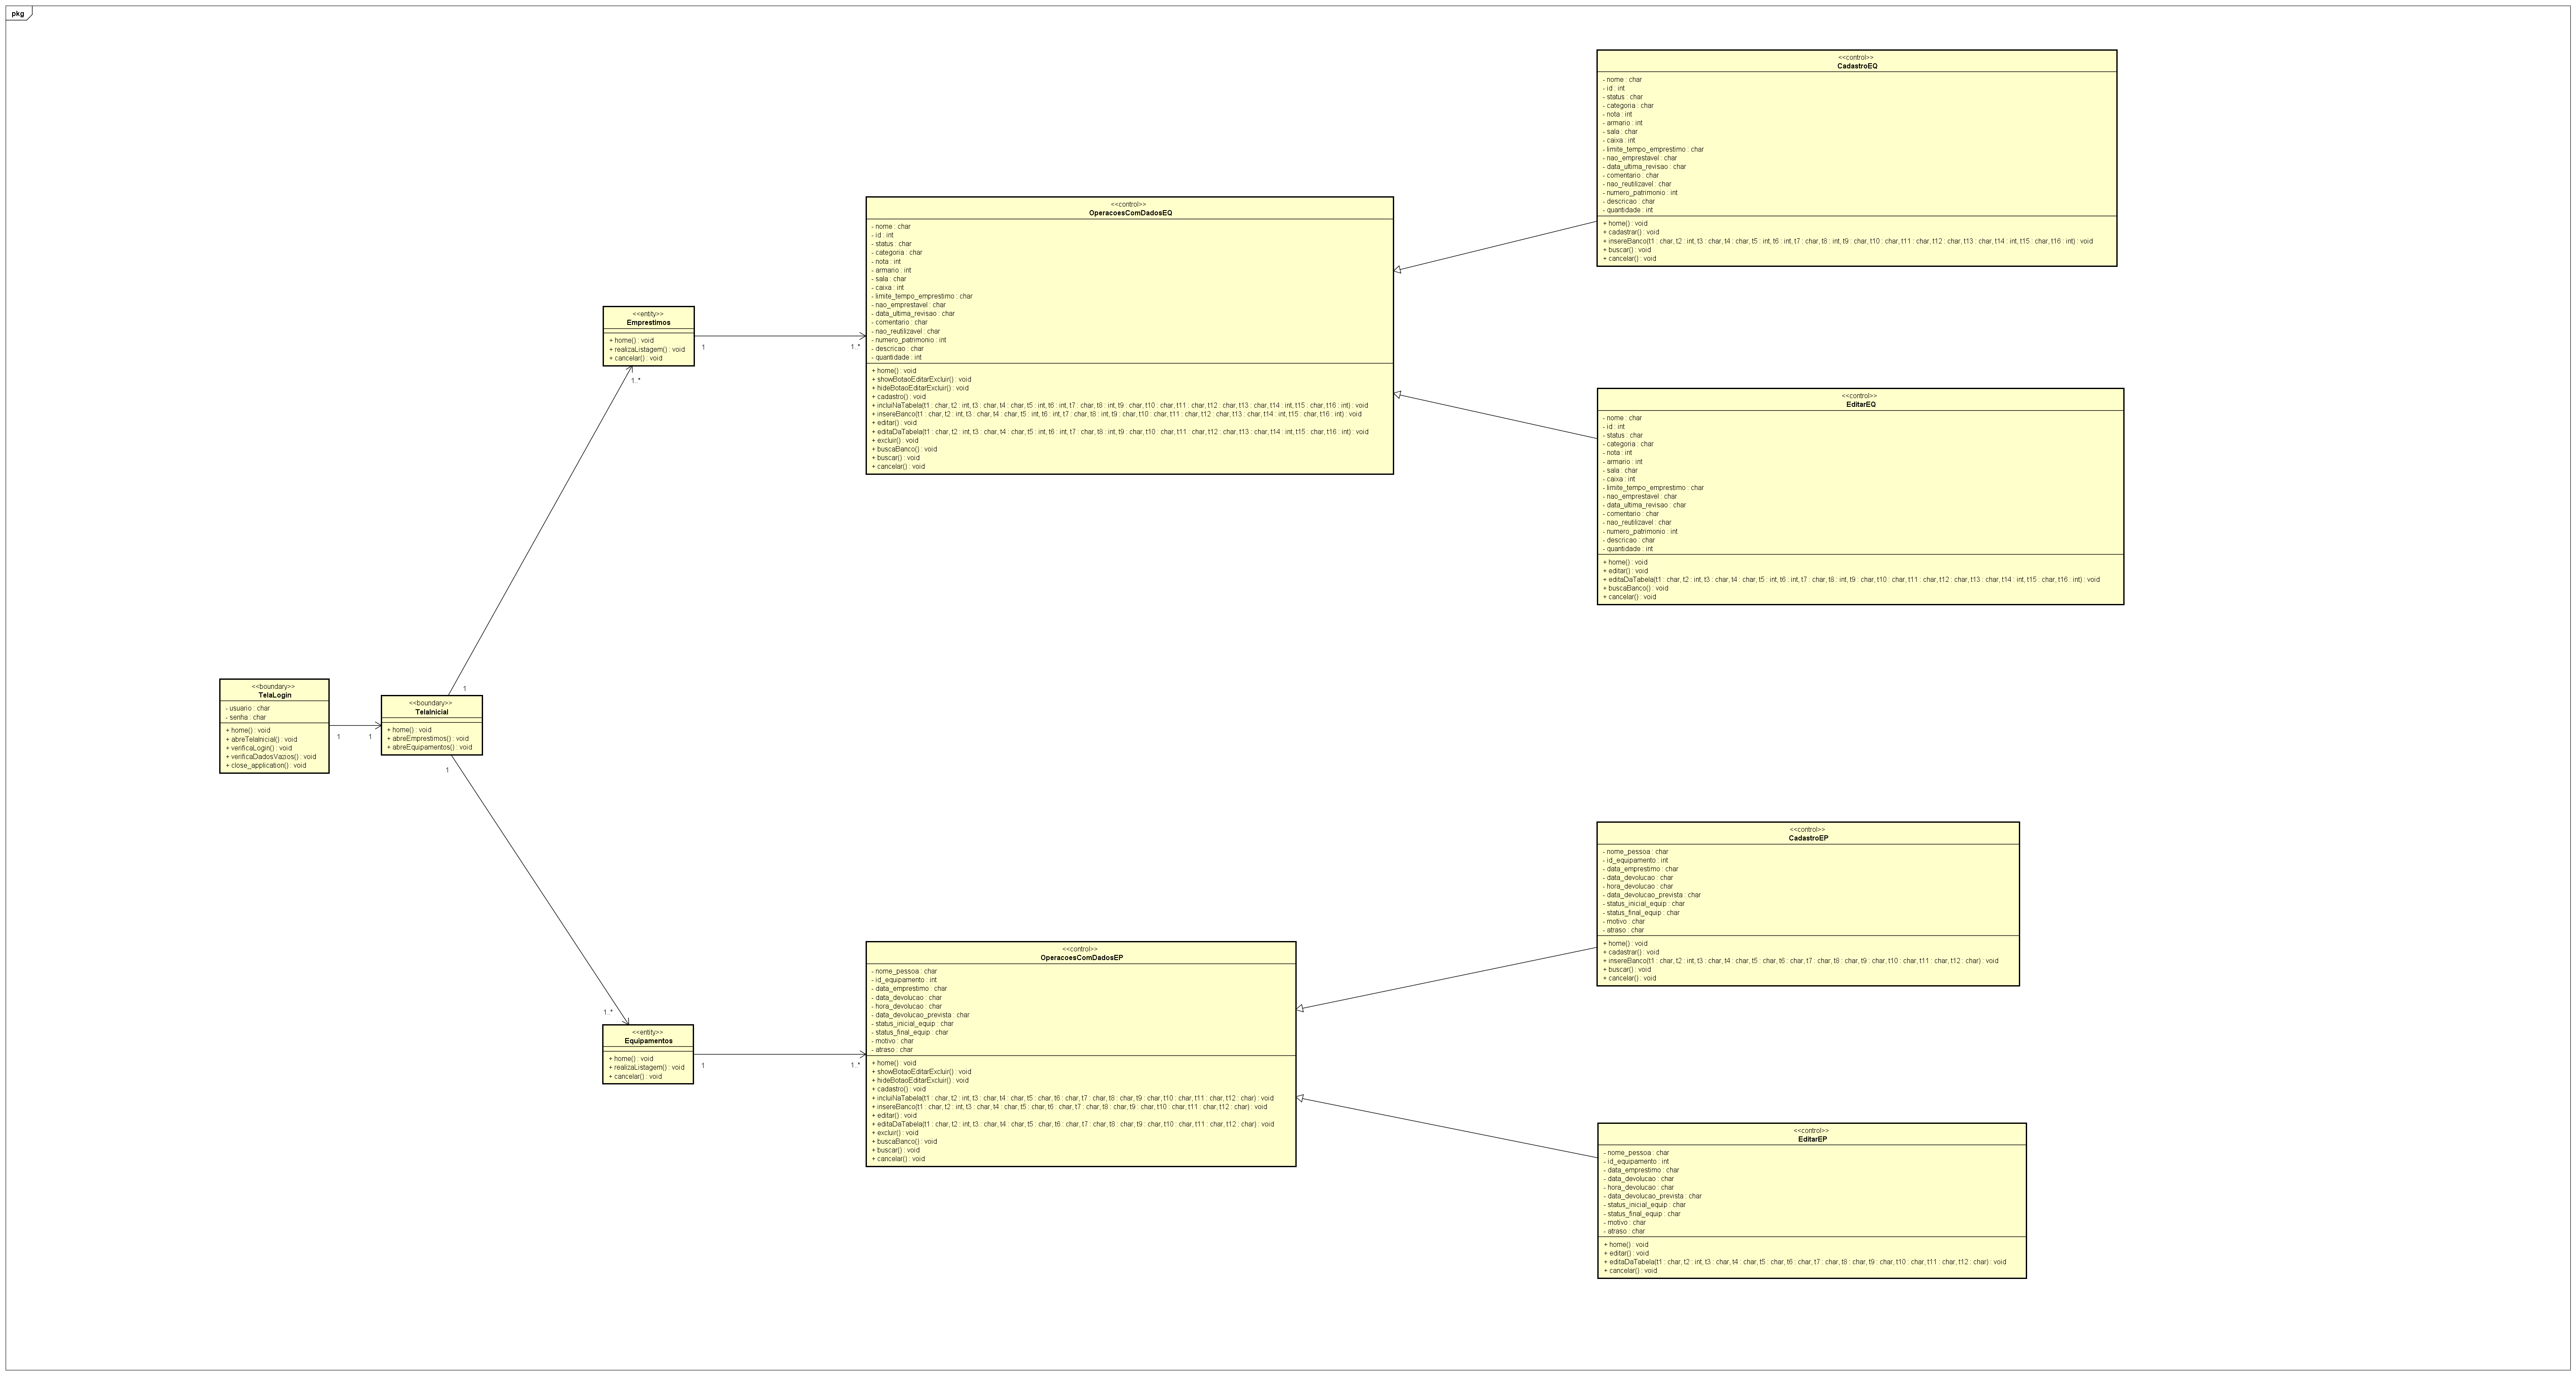 pkg
<<control>>
CadastroEQ
- nome : char
- id : int
- status : char
- categoria : char
- nota : int
- armario : int
- sala : char
- caixa : int
- limite_tempo_emprestimo : char
- nao_emprestavel : char
- data_ultima_revisao : char
- comentario : char
- nao_reutilizavel : char
- numero_patrimonio : int
- descricao : char
- quantidade : int
+ home() : void
+ cadastrar() : void
+ insereBanco(t1 : char, t2 : int, t3 : char, t4 : char, t5 : int, t6 : int, t7 : char, t8 : int, t9 : char, t10 : char, t11 : char, t12 : char, t13 : char, t14 : int, t15 : char, t16 : int) : void
+ buscar() : void
+ cancelar() : void
<<control>>
OperacoesComDadosEQ
- nome : char
- id : int
- status : char
- categoria : char
- nota : int
- armario : int
- sala : char
- caixa : int
- limite_tempo_emprestimo : char
- nao_emprestavel : char
- data_ultima_revisao : char
- comentario : char
- nao_reutilizavel : char
- numero_patrimonio : int
- descricao : char
- quantidade : int
+ home() : void
+ showBotaoEditarExcluir() : void
+ hideBotaoEditarExcluir() : void
+ cadastro() : void
+ incluiNaTabela(t1 : char, t2 : int, t3 : char, t4 : char, t5 : int, t6 : int, t7 : char, t8 : int, t9 : char, t10 : char, t11 : char, t12 : char, t13 : char, t14 : int, t15 : char, t16 : int) : void
+ insereBanco(t1 : char, t2 : int, t3 : char, t4 : char, t5 : int, t6 : int, t7 : char, t8 : int, t9 : char, t10 : char, t11 : char, t12 : char, t13 : char, t14 : int, t15 : char, t16 : int) : void
+ editar() : void
+ editaDaTabela(t1 : char, t2 : int, t3 : char, t4 : char, t5 : int, t6 : int, t7 : char, t8 : int, t9 : char, t10 : char, t11 : char, t12 : char, t13 : char, t14 : int, t15 : char, t16 : int) : void
+ excluir() : void
+ buscaBanco() : void
+ buscar() : void
+ cancelar() : void
<<entity>>
Emprestimos
+ home() : void
+ realizaListagem() : void
+ cancelar() : void
1
1..*
1..*
<<control>>
EditarEQ
- nome : char
- id : int
- status : char
- categoria : char
- nota : int
- armario : int
- sala : char
- caixa : int
- limite_tempo_emprestimo : char
- nao_emprestavel : char
- data_ultima_revisao : char
- comentario : char
- nao_reutilizavel : char
- numero_patrimonio : int
- descricao : char
- quantidade : int
+ home() : void
+ editar() : void
+ editaDaTabela(t1 : char, t2 : int, t3 : char, t4 : char, t5 : int, t6 : int, t7 : char, t8 : int, t9 : char, t10 : char, t11 : char, t12 : char, t13 : char, t14 : int, t15 : char, t16 : int) : void
+ buscaBanco() : void
+ cancelar() : void
<<boundary>>
TelaLogin
- usuario : char
- senha : char
+ home() : void
+ abreTelaInicial() : void
+ verificaLogin() : void
+ verificaDadosVazios() : void
+ close_application() : void
1
1
1
<<boundary>>
TelaInicial
+ home() : void
+ abreEmprestimos() : void
+ abreEquipamentos() : void
1
1..*
<<entity>>
Equipamentos
+ home() : void
+ realizaListagem() : void
+ cancelar() : void
1
1..*
<<control>>
OperacoesComDadosEP
- nome_pessoa : char
- id_equipamento : int
- data_emprestimo : char
- data_devolucao : char
- hora_devolucao : char
- data_devolucao_prevista : char
- status_inicial_equip : char
- status_final_equip : char
- motivo : char
- atraso : char
+ home() : void
+ showBotaoEditarExcluir() : void
+ hideBotaoEditarExcluir() : void
+ cadastro() : void
+ incluiNaTabela(t1 : char, t2 : int, t3 : char, t4 : char, t5 : char, t6 : char, t7 : char, t8 : char, t9 : char, t10 : char, t11 : char, t12 : char) : void
+ insereBanco(t1 : char, t2 : int, t3 : char, t4 : char, t5 : char, t6 : char, t7 : char, t8 : char, t9 : char, t10 : char, t11 : char, t12 : char) : void
+ editar() : void
+ editaDaTabela(t1 : char, t2 : int, t3 : char, t4 : char, t5 : char, t6 : char, t7 : char, t8 : char, t9 : char, t10 : char, t11 : char, t12 : char) : void
+ excluir() : void
+ buscaBanco() : void
+ buscar() : void
+ cancelar() : void
<<control>>
CadastroEP
- nome_pessoa : char
- id_equipamento : int
- data_emprestimo : char
- data_devolucao : char
- hora_devolucao : char
- data_devolucao_prevista : char
- status_inicial_equip : char
- status_final_equip : char
- motivo : char
- atraso : char
+ home() : void
+ cadastrar() : void
+ insereBanco(t1 : char, t2 : int, t3 : char, t4 : char, t5 : char, t6 : char, t7 : char, t8 : char, t9 : char, t10 : char, t11 : char, t12 : char) : void
+ buscar() : void
+ cancelar() : void
<<control>>
EditarEP
- nome_pessoa : char
- id_equipamento : int
- data_emprestimo : char
- data_devolucao : char
- hora_devolucao : char
- data_devolucao_prevista : char
- status_inicial_equip : char
- status_final_equip : char
- motivo : char
- atraso : char
+ home() : void
+ editar() : void
+ editaDaTabela(t1 : char, t2 : int, t3 : char, t4 : char, t5 : char, t6 : char, t7 : char, t8 : char, t9 : char, t10 : char, t11 : char, t12 : char) : void
+ cancelar() : void